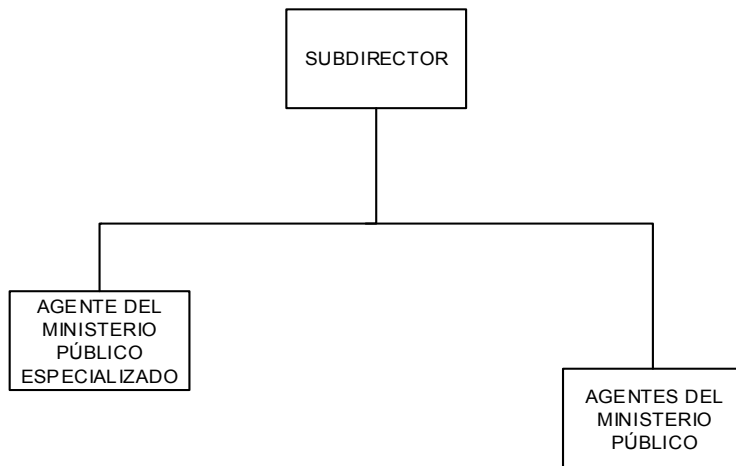 SUBDIRECTOR
AGENTE DEL
MINISTERIO
PÚBLICO
ESPECIALIZADO
AGENTES DEL
MINISTERIO
PÚBLICO